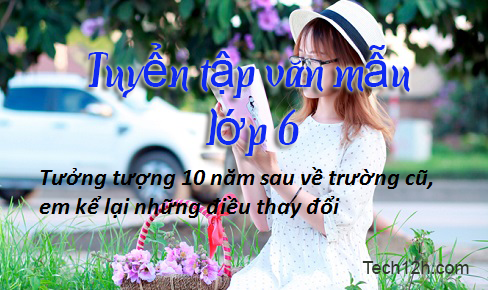 Tuyển tập văn mẫu
lớp 6
Tưởng tượng 10 năm sau về trường cũ,
em kể lại những điều thay đổi
Tech12h.com